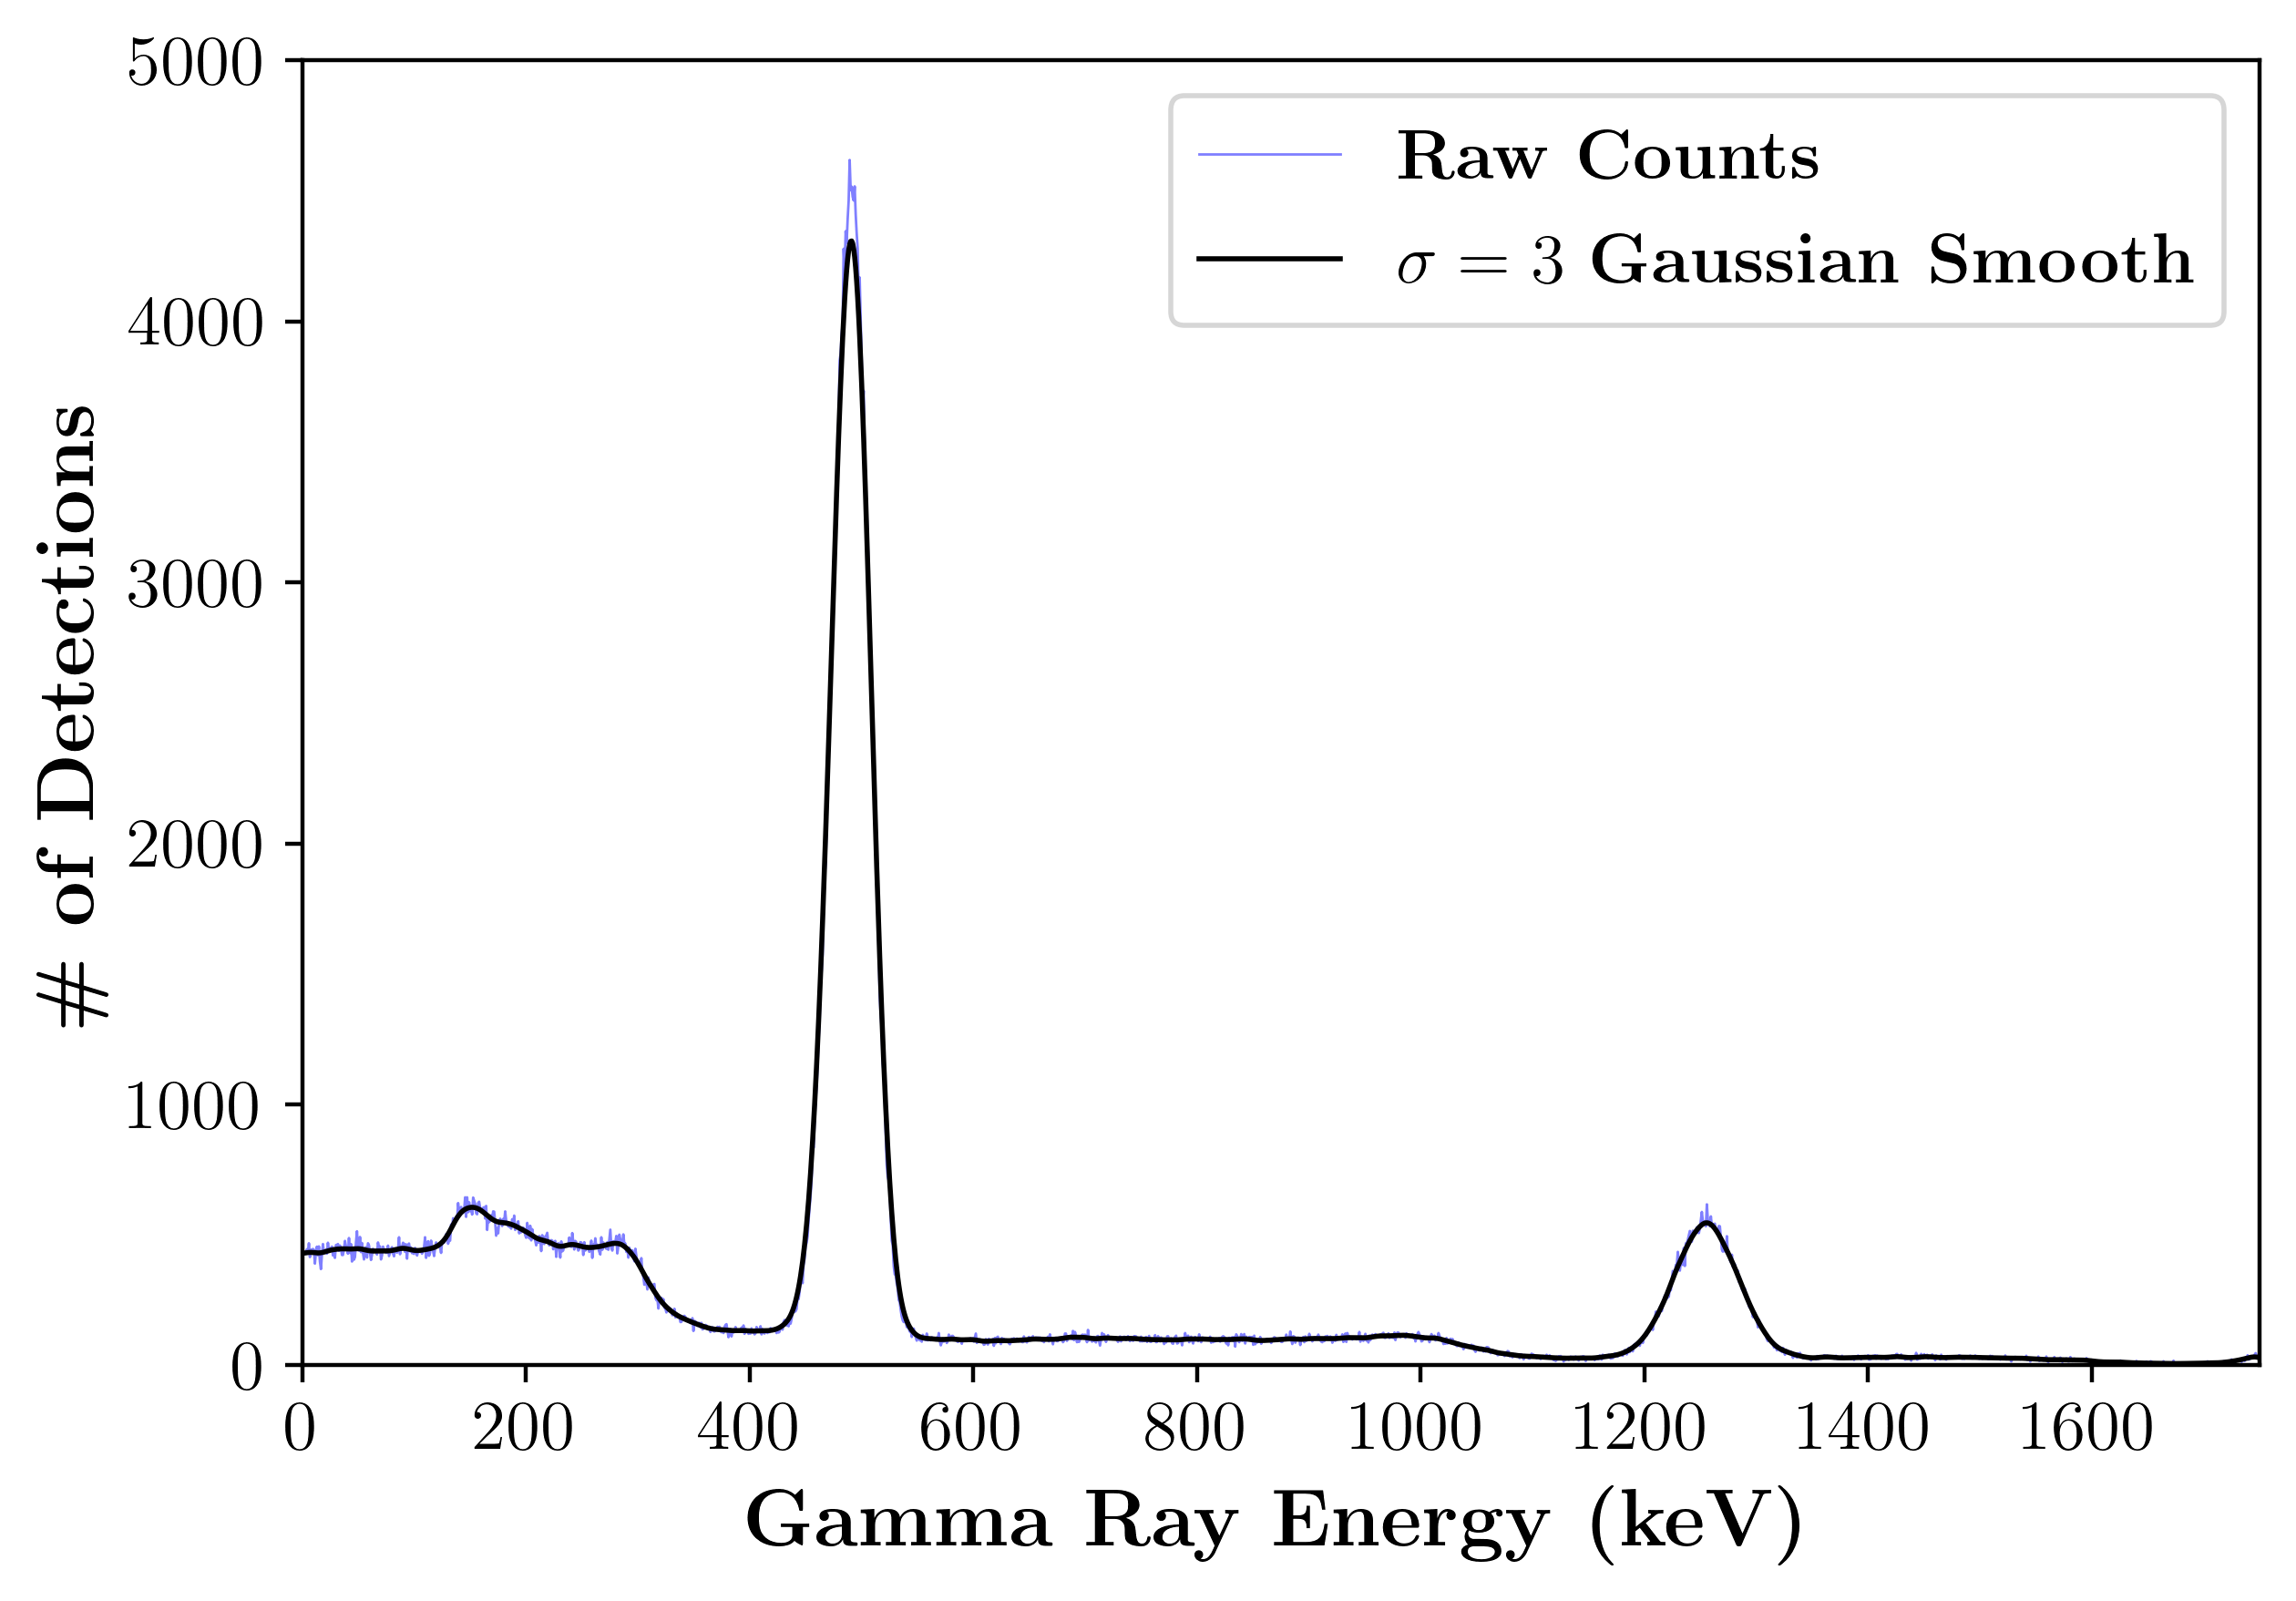 5000
4000
3000
2000
1000
0
# of Detections
Raw Counts
σ = 3 Gaussian Smooth
0 200 400 600 800 1000 1200 1400 1600
Gamma Ray Energy (keV)